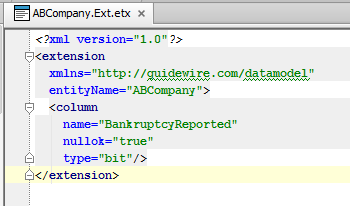 ABCompany.Ext.etx
<?xml version="1.0"?>
<extension
xmlns="http://guidewire.com/datamodel"
entityName="ABCompany">
<column
name="BankruptcyReported"
nullok="true"
type="bit"/>
</extension>